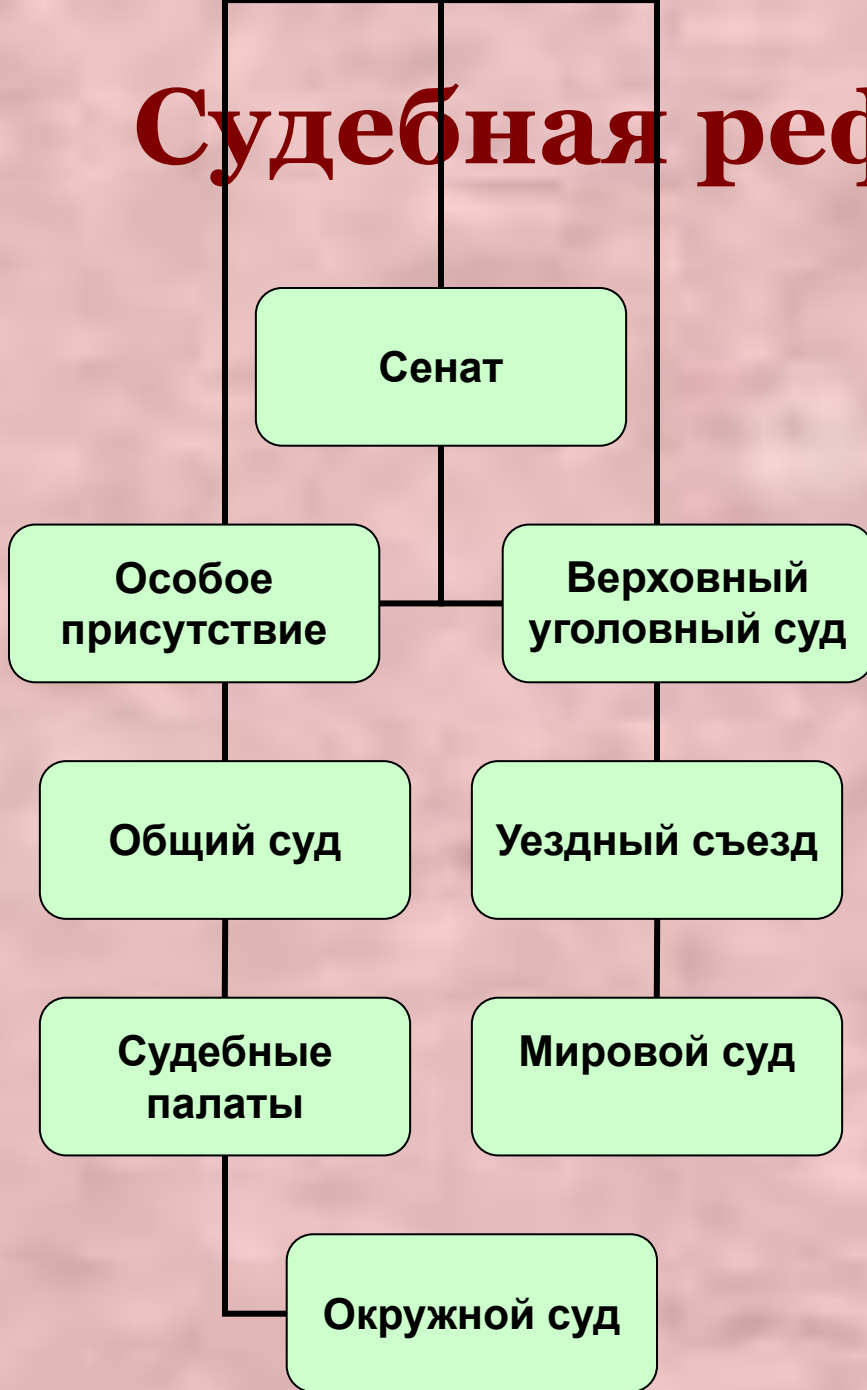 Судебная реф
Сенат
Особое
присутствие
Верховный
уголовный суд
Общий суд
Уездный съезд
Судебные
палаты
Мировой суд
Окружной суд